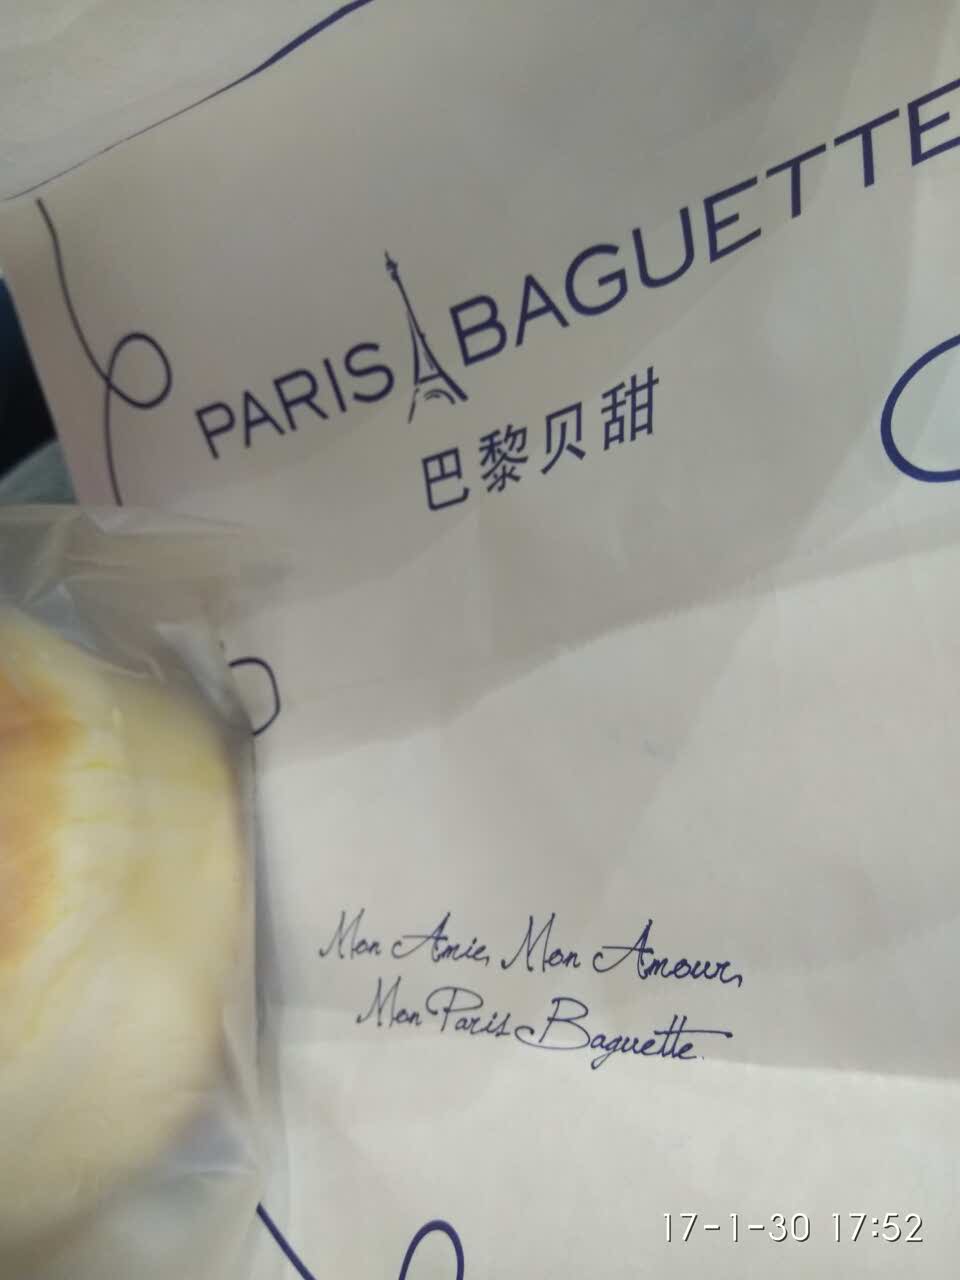 PARIS BAGUETTE
巴黎贝甜
Mon Amie, Mon Amour,
Mon Paris Baguette.
17-1-30 17:52